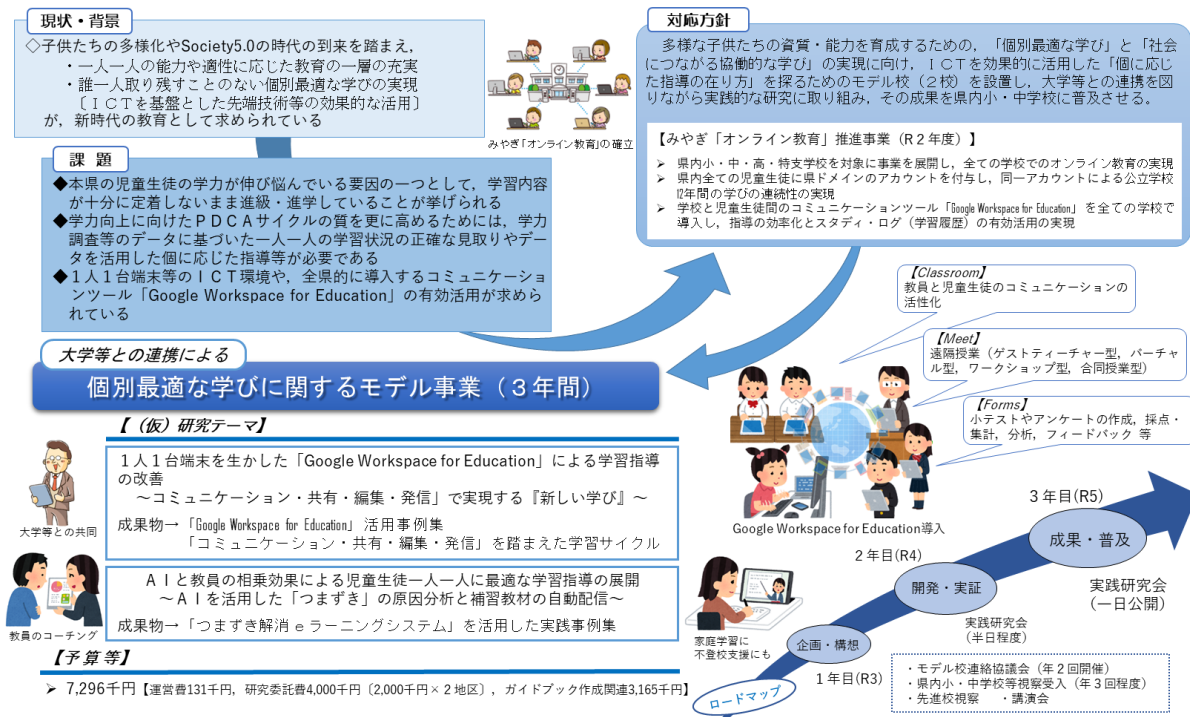 現状・背景
◇子供たちの多様化やSociety5.0の時代の到来を踏まえ，
・一人一人の能力や適性に応じた教育の一層の充実
・誰一人取り残すことのない個別最適な学びの実現
〔ＩＣＴを基盤とした先端技術等の効果的な活用〕
が，新時代の教育として求められている
みやぎ「オンライン教育」の確立
対応方針
多様な子供たちの資質・能力を育成するための，「個別最適な学び」と「社会
につながる協働的な学び」の実現に向け，ＩＣＴを効果的に活用した「個に応じ
た指導の在り方」を探るためのモデル校（２校）を設置し，大学等との連携を図
りながら実践的な研究に取り組み，その成果を県内小・中学校に普及させる。
【みやぎ「オンライン教育」推進事業（Ｒ２年度）】
➢ 県内小・中・高・特支学校を対象に事業を展開し，全ての学校でのオンライン教育の実現
➢ 県内全ての児童生徒に県ドメインのアカウントを付与し，同一アカウントによる公立学校
12年間の学びの連続性の実現
➢ 学校と児童生徒間のコミュニケーションツール「Google Workspace for Education」を全ての学校で
導入し，指導の効率化とスタディ・ログ（学習履歴）の有効活用の実現
課 題
◆本県の児童生徒の学力が伸び悩んでいる要因の一つとして，学習内容
が十分に定着しないまま進級・進学していることが挙げられる
◆学力向上に向けたＰＤＣＡサイクルの質を更に高めるためには，学力
調査等のデータに基づいた一人一人の学習状況の正確な見取りやデー
タを活用した個に応じた指導等が必要である
◆１人１台端末等のＩＣＴ環境や，全県的に導入するコミュニケーショ
ンツール「Google Workspace for Education」の有効活用が求めら
れている
大学等との連携による
個別最適な学びに関するモデル事業（３年間）
【（仮）研究テーマ】
大学等との共同
１人１台端末を生かした「Google Workspace for Education」による学習指導
の改善
～コミュニケーション・共有・編集・発信」で実現する『新しい学び』～
成果物→「Google Workspace for Education」活用事例集
「コミュニケーション・共有・編集・発信」を踏まえた学習サイクル
教員のコーチング
ＡＩと教員の相乗効果による児童生徒一人一人に最適な学習指導の展開
～ＡＩを活用した「つまずき」の原因分析と補習教材の自動配信～
成果物→「つまずき解消ｅラーニングシステム」を活用した実践事例集
【予算等】
➢ 7,296千円【運営費131千円，研究委託費4,000千円〔2,000千円×２地区〕，ガイドブック作成関連3,165千円】
【Classroom】
教員と児童生徒のコミュニケーションの
活性化
【Meet】
遠隔授業（ゲストティーチャー型，バーチャ
ル型，ワークショップ型，合同授業型）
【Forms】
小テストやアンケートの作成，採点・
集計，分析，フィードバック 等
Google Workspace for Education導入
家庭学習に
不登校支援にも
ロードマップ
企画・構想
１年目(R3)
２年目(R4)
開発・実証
実践研究会
（半日程度）
３年目(R5)
成果・普及
実践研究会
（一日公開）
・モデル校連絡協議会（年２回開催）
・県内小・中学校等視察受入（年３回程度）
・先進校視察 ・講演会